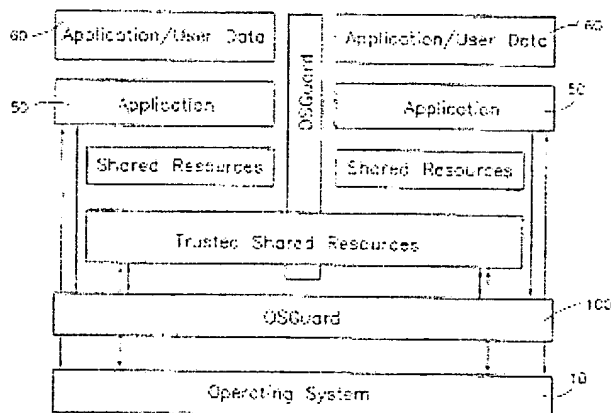 60 Application/User Data
Application/User Data 60
OSGuard
50 Application
Application 50
Shared Resources
Shared Resources
Trusted Shared Resources
OSGuard 100
Operating System 10